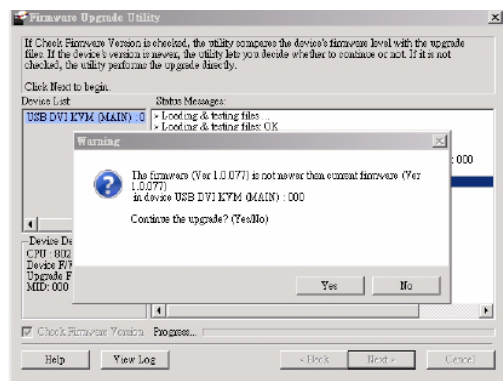 Firmware Upgrade Utility
If Check Firmware Version is checked, the utility compares the device's firmware level with the upgrade
files. If the device's version is newer, the utility lets you decide whether to continue or not. If it is not
checked, the utility performs the upgrade directly.
Click Next to begin.
Device List
Status Messages:
USB DVI KVM (MAIN) : 0
> Loading & testing files ...
> Loading & testing files: OK
: 000
Warning
The firmware (Ver 1.0.077) is not newer than current firmware (Ver
1.0.077)
in device USB DVI KVM (MAIN) : 000
Continue the upgrade? (Yes/No)
Yes
No
Device De
CPU : 802
Device F/
Upgrade F
MID: 000
Check Firmware Version
Progress...
Help
View Log
< Back
Next >
Cancel